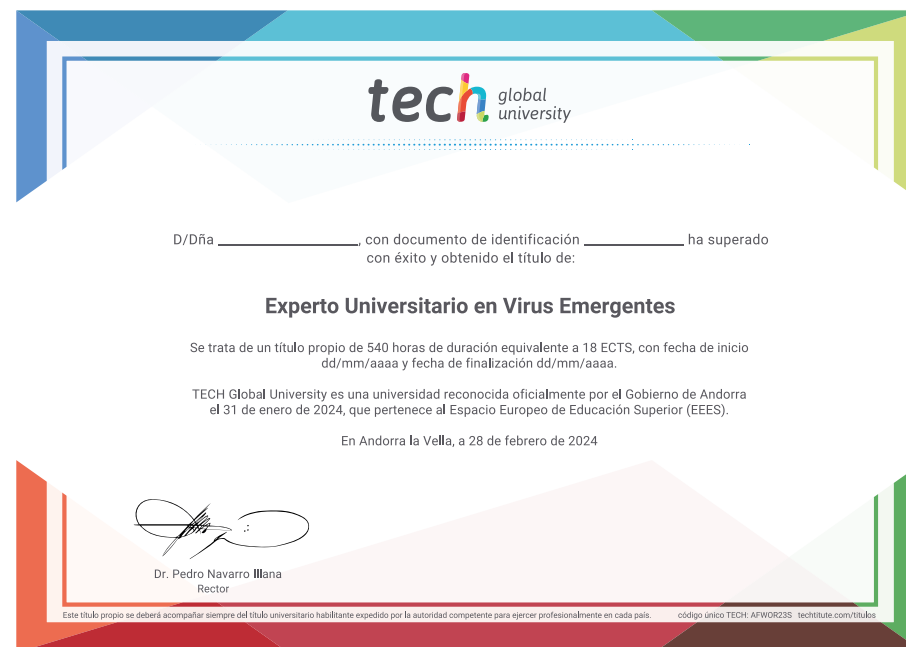 tech global university
D/Dña ____________________, con documento de identificación ______________ ha superado
con éxito y obtenido el título de:
Experto Universitario en Virus Emergentes
Se trata de un título propio de 540 horas de duración equivalente a 18 ECTS, con fecha de inicio
dd/mm/aaaa y fecha de finalización dd/mm/aaaa.
TECH Global University es una universidad reconocida oficialmente por el Gobierno de Andorra
el 31 de enero de 2024, que pertenece al Espacio Europeo de Educación Superior (EEES).
En Andorra la Vella, a 28 de febrero de 2024
Dr. Pedro Navarro Illana
Rector
Este título propio se deberá acompañar siempre del título universitario habilitante expedido por la autoridad competente para ejercer profesionalmente en cada país. código único TECH: AFWOR23S techtitute.com/titulos